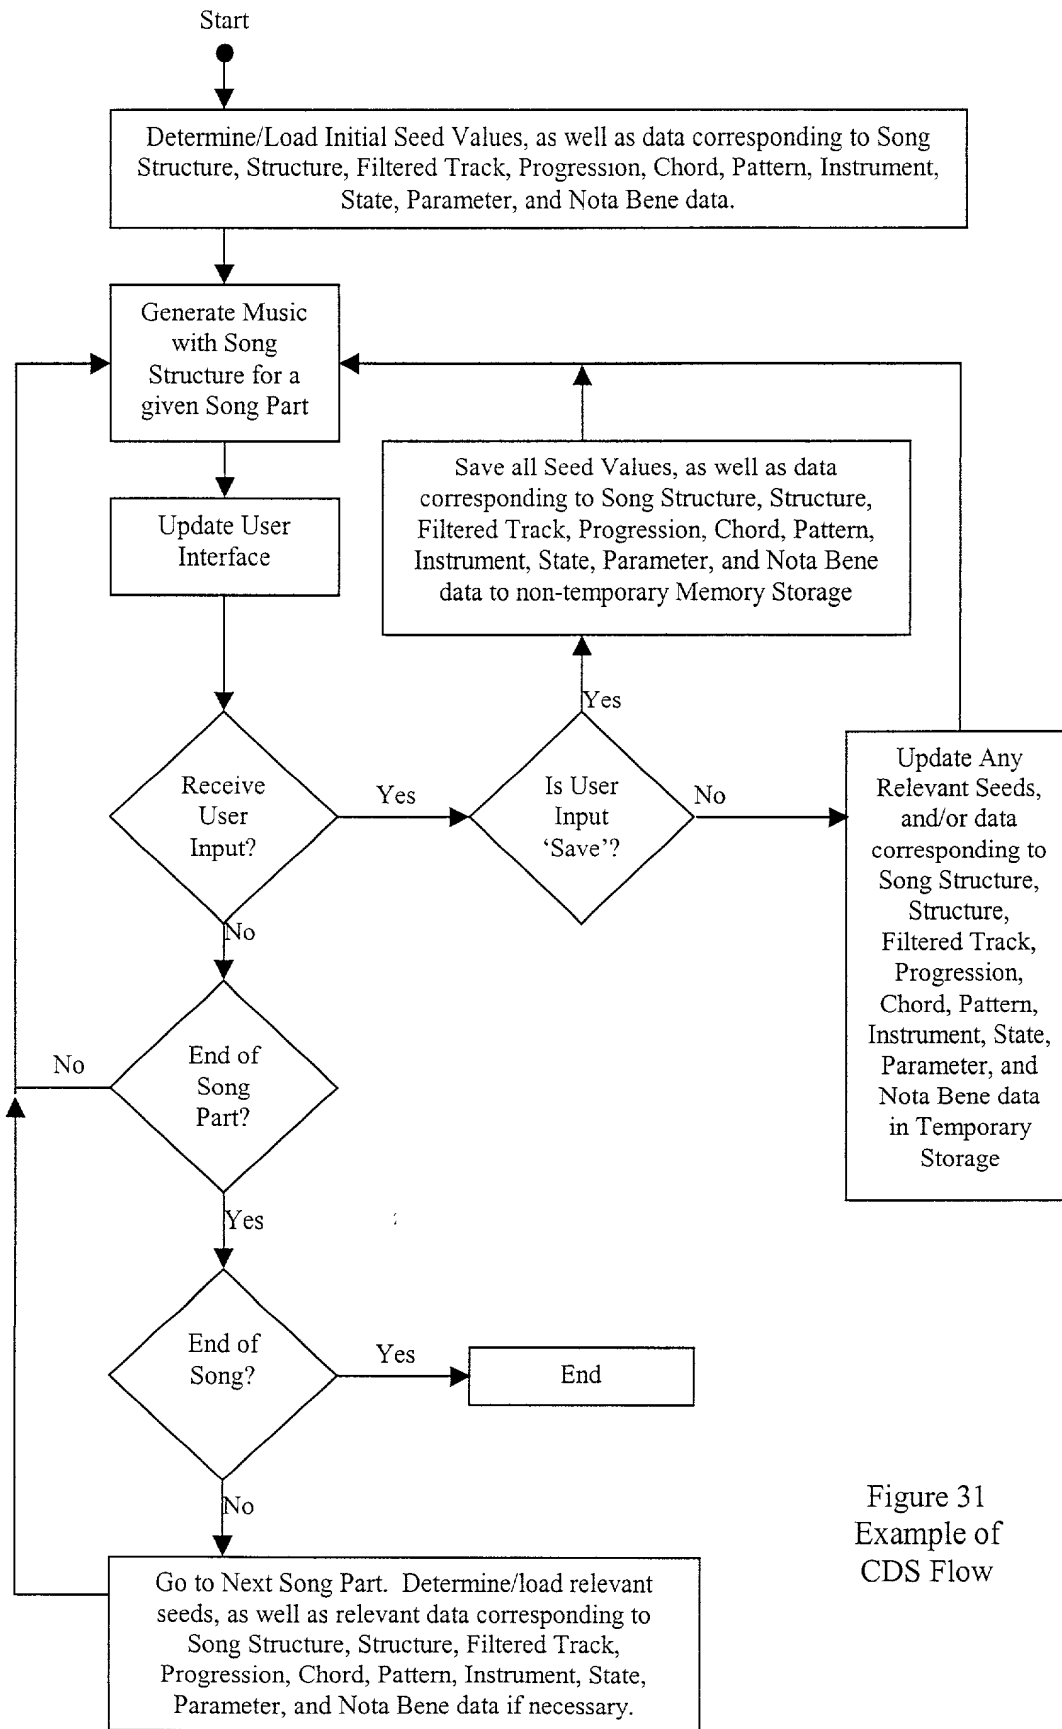 Start
Determine/Load Initial Seed Values, as well as data corresponding to Song
Structure, Structure, Filtered Track, Progression, Chord, Pattern, Instrument,
State, Parameter, and Nota Bene data.
Generate Music
with Song
Structure for a
given Song Part
Update User
Interface
Save all Seed Values, as well as data
corresponding to Song Structure, Structure,
Filtered Track, Progression, Chord, Pattern,
Instrument, State, Parameter, and Nota Bene
data to non-temporary Memory Storage
Yes
Receive
User
Input?
Yes
Is User
Input
‘Save’?
No
Update Any
Relevant Seeds,
and/or data
corresponding to
Song Structure,
Structure,
Filtered Track,
Progression,
Chord, Pattern,
Instrument, State,
Parameter, and
Nota Bene data
in Temporary
Storage
No
End of
Song
Part?
No
Yes
End of
Song?
Yes
End
No
Go to Next Song Part. Determine/load relevant
seeds, as well as relevant data corresponding to
Song Structure, Structure, Filtered Track,
Progression, Chord, Pattern, Instrument, State,
Parameter, and Nota Bene data if necessary.
Figure 31
Example of
CDS Flow